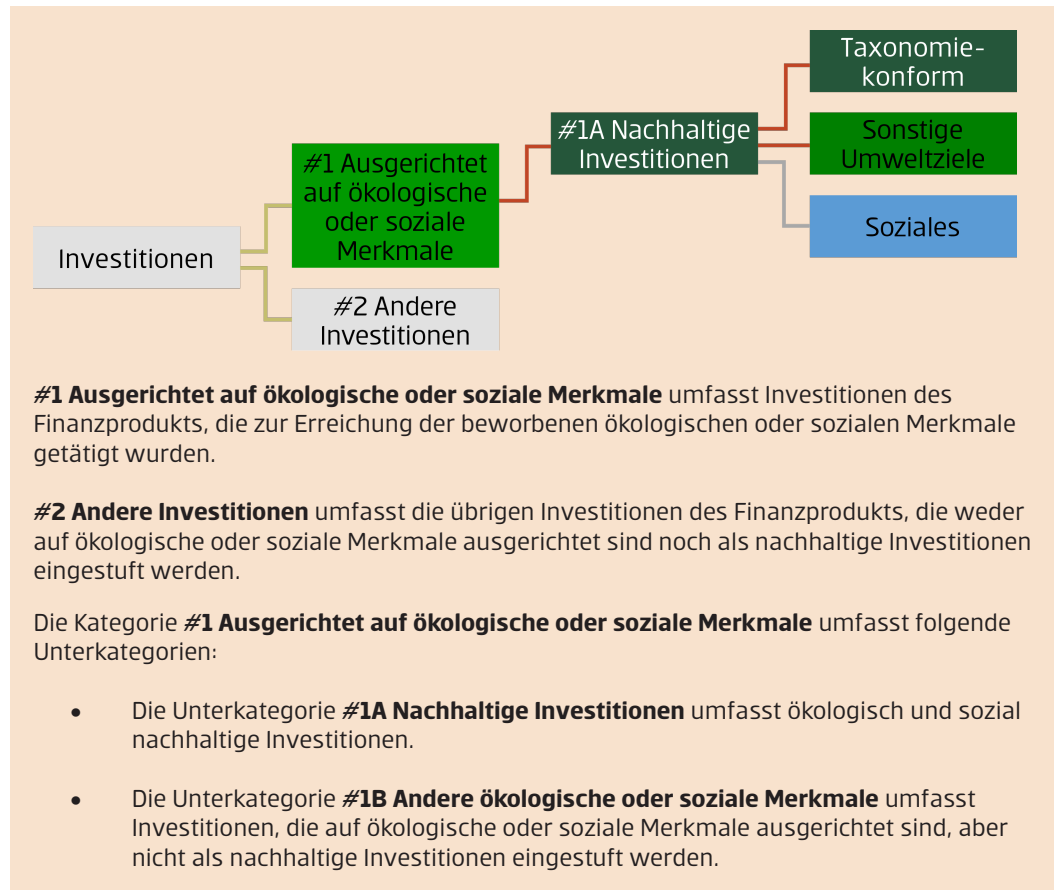 Taxonomie-
konform
#1A Nachhaltige
Investitionen
Sonstige
Umweltziele
#1 Ausgerichtet
auf ökologische
oder soziale
Merkmale
Soziales
Investitionen
#2 Andere
Investitionen
#1 Ausgerichtet auf ökologische oder soziale Merkmale umfasst Investitionen des
Finanzprodukts, die zur Erreichung der beworbenen ökologischen oder sozialen Merkmale
getätigt wurden.
#2 Andere Investitionen umfasst die übrigen Investitionen des Finanzprodukts, die weder
auf ökologische oder soziale Merkmale ausgerichtet sind noch als nachhaltige Investitionen
eingestuft werden.
Die Kategorie #1 Ausgerichtet auf ökologische oder soziale Merkmale umfasst folgende
Unterkategorien:
• Die Unterkategorie #1A Nachhaltige Investitionen umfasst ökologisch und sozial
nachhaltige Investitionen.
• Die Unterkategorie #1B Andere ökologische oder soziale Merkmale umfasst
Investitionen, die auf ökologische oder soziale Merkmale ausgerichtet sind, aber
nicht als nachhaltige Investitionen eingestuft werden.